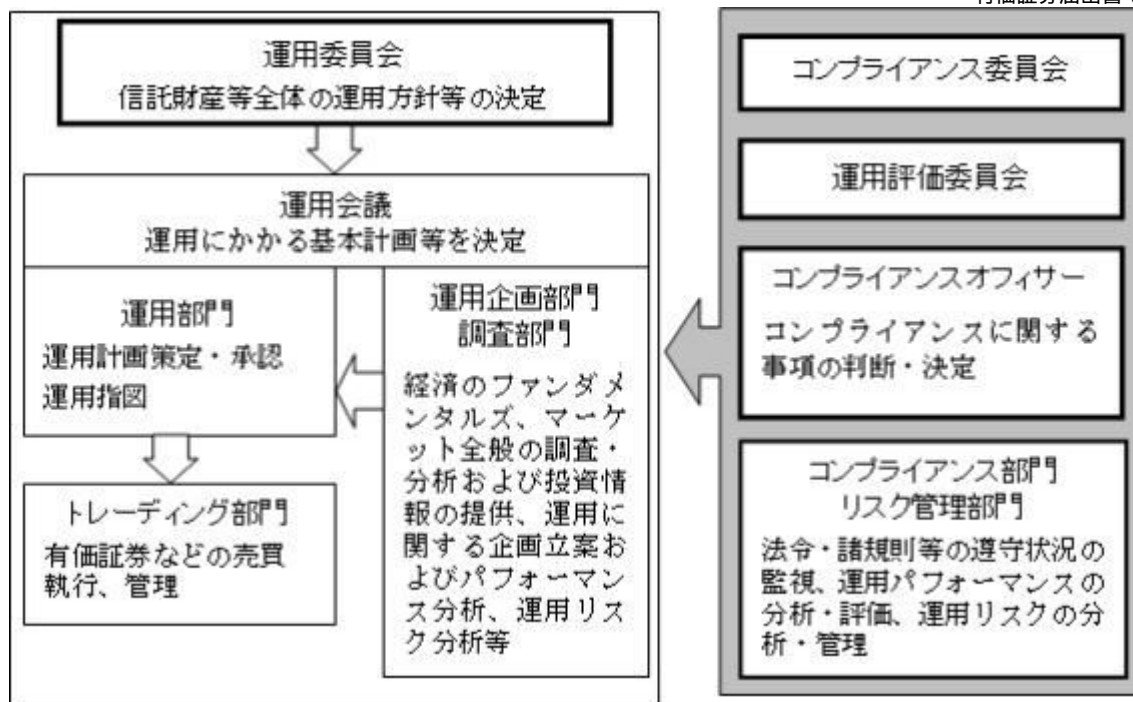 運用委員会
信託財産等全体の運用方針等の決定
運用会議
運用にかかる基本計画等を決定
運用部門
運用計画策定・承認
運用指図
トレーディング部門
有価証券などの売買
執行、管理
運用企画部門
調査部門
経済のファンダメ
ンタルズ、マーケ
ット全般の調査・
分析および投資情
報の提供、運用に
関する企画立案お
よびパフォーマン
ス分析、運用リス
ク分析等
コンプライアンス委員会
運用評価委員会
コンプライアンスオフィサー
コンプライアンスに関する
事項の判断・決定
コンプライアンス部門
リスク管理部門
法令・諸規則等の遵守状況の
監視、運用パフォーマンスの
分析・評価、運用リスクの分
析・管理